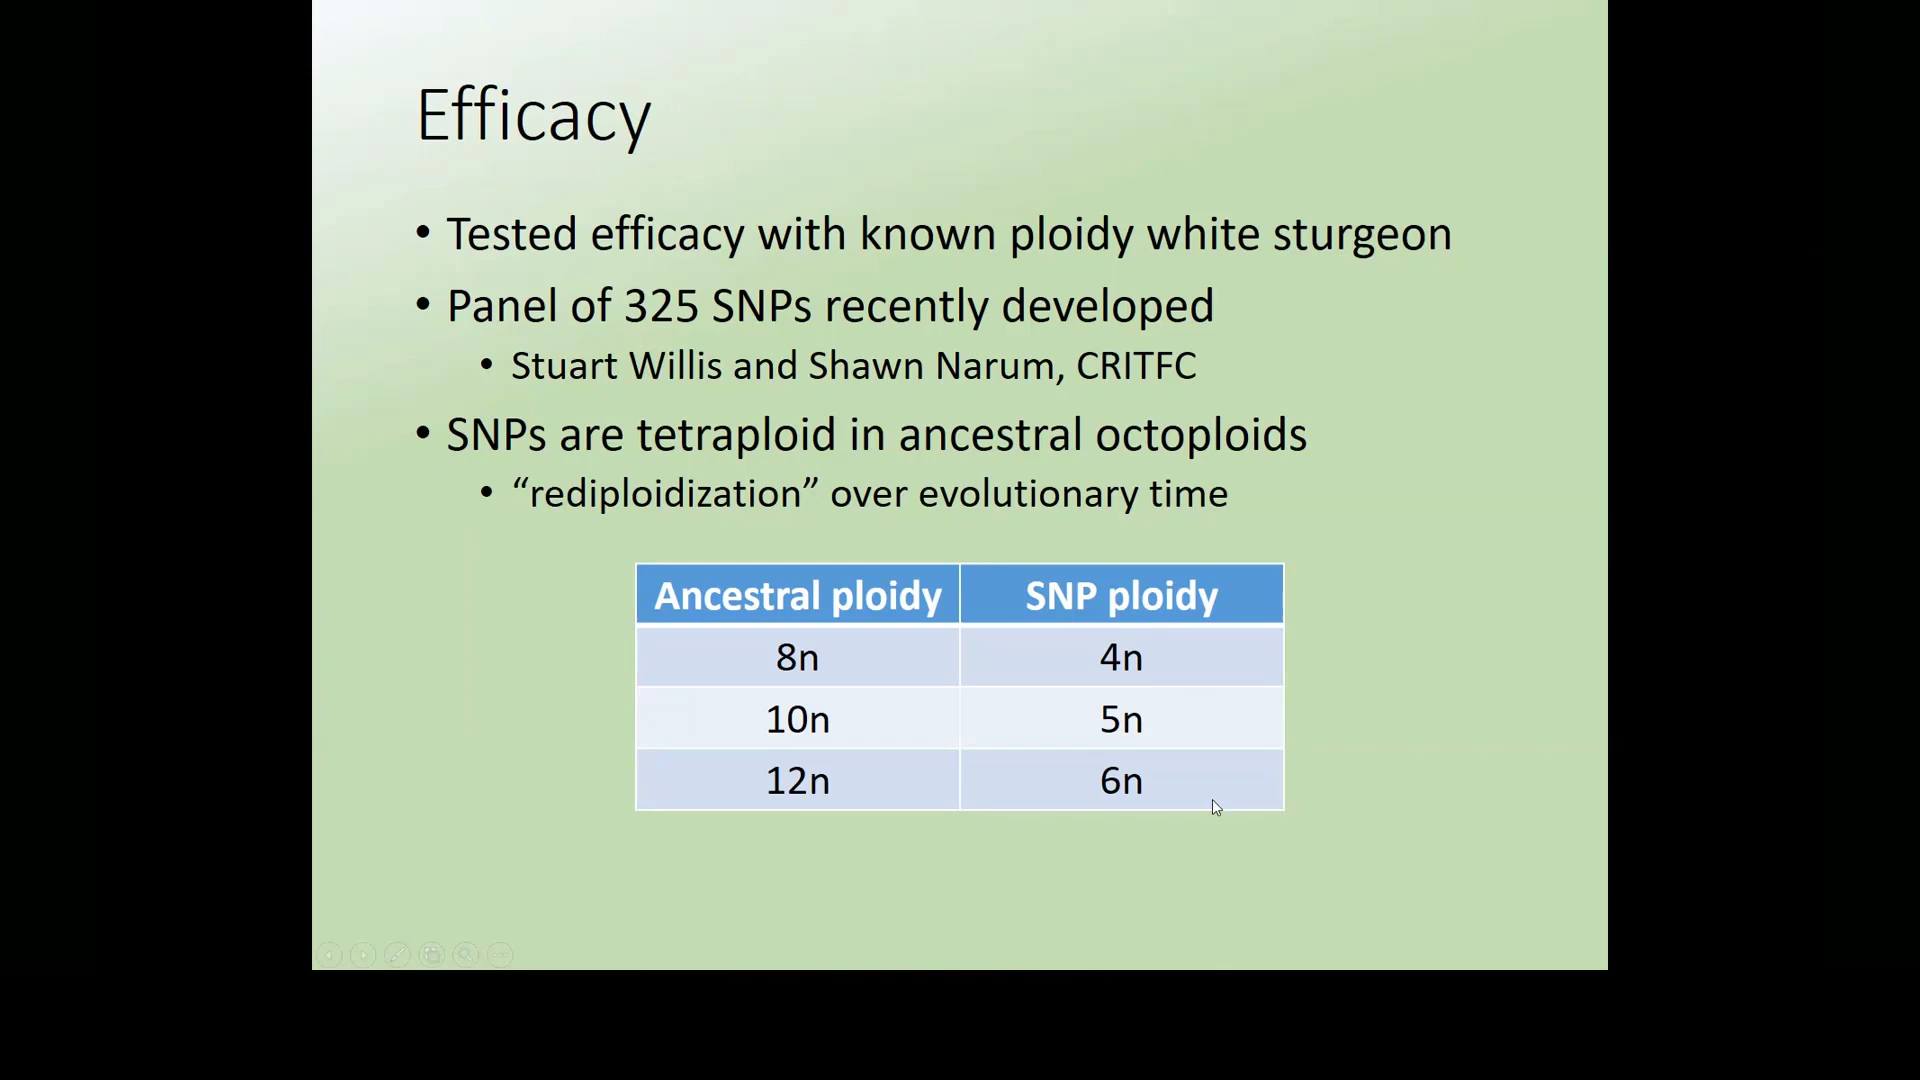 Efficacy
• Tested efficacy with known ploidy white sturgeon
• Panel of 325 SNPs recently developed
• Stuart Willis and Shawn Narum, CRITFC
• SNPs are tetraploid in ancestral octoploids
• “rediploidization” over evolutionary time
Ancestral ploidy SNP ploidy
8n 4n
10n 5n
12n 6n